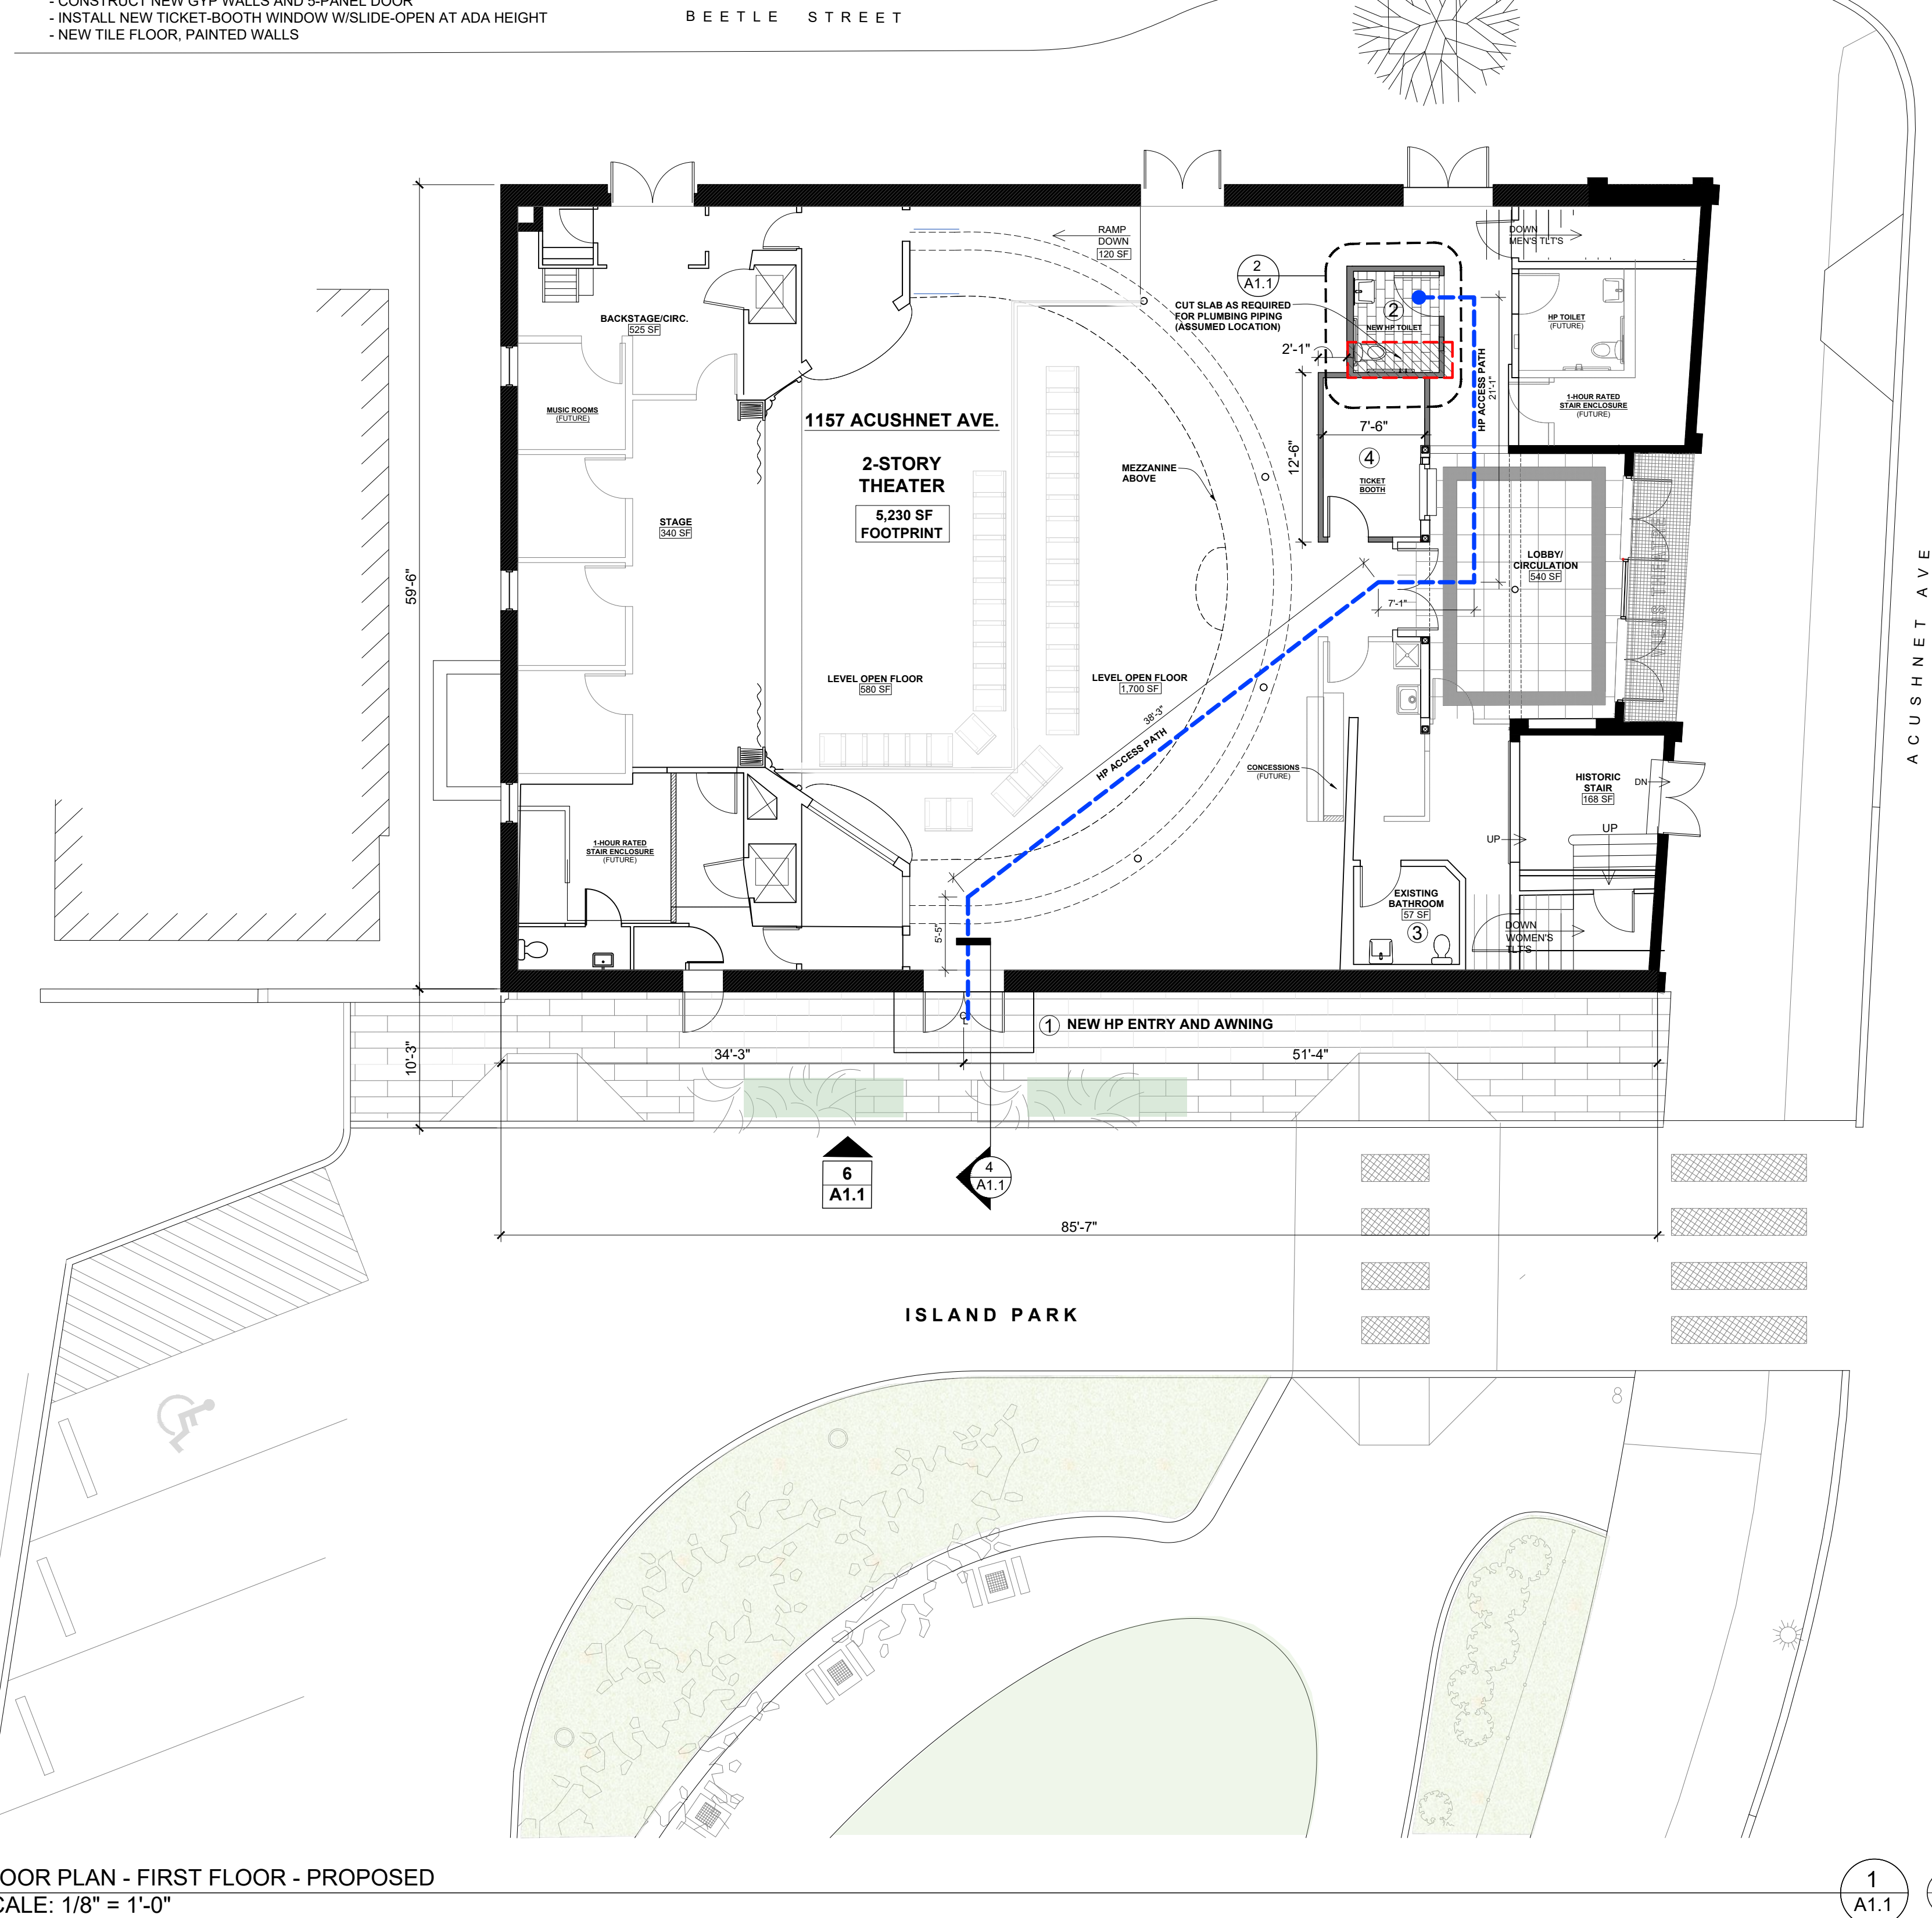 - CONSTRUCT NEW GYP WALLS AND 5-PANEL DOOR
- INSTALL NEW TICKET-BOOTH WINDOW W/SLIDE-OPEN AT ADA HEIGHT
- NEW TILE FLOOR, PAINTED WALLS
BEETLE STREET
RAMP
DOWN
120 SF
DOWN
MEN'S TLT'S
2
A1.1
CUT SLAB AS REQUIRED
FOR PLUMBING PIPING
(ASSUMED LOCATION)
2
NEW HP TOILET
HP TOILET
(FUTURE)
BACKSTAGE/CIRC.
525 SF
2'-1"
HP ACCESS PATH
21'-1"
MUSIC ROOMS
(FUTURE)
1-HOUR RATED
STAIR ENCLOSURE
(FUTURE)
1157 ACUSHNET AVE.
2-STORY
THEATER
5,230 SF
FOOTPRINT
7'-6"
12'-6"
4
TICKET
BOOTH
MEZZANINE
ABOVE
STAGE
340 SF
LOBBY/
CIRCULATION
540 SF
59'-6"
7'-1"
ACUSHNET AVE
LEVEL OPEN FLOOR
580 SF
LEVEL OPEN FLOOR
1,700 SF
38'-3"
HP ACCESS PATH
CONCESSIONS
(FUTURE)
HISTORIC
STAIR
168 SF
DN
UP
UP
1-HOUR RATED
STAIR ENCLOSURE
(FUTURE)
EXISTING
BATHROOM
57 SF
3
DOWN
WOMEN'S
TLT'S
5'-5"
CL
1 NEW HP ENTRY AND AWNING
10'-3"
34'-3"
51'-4"
6
A1.1
4
A1.1
85'-7"
ISLAND PARK
OOR PLAN - FIRST FLOOR - PROPOSED
CALE: 1/8" = 1'-0"
1
A1.1